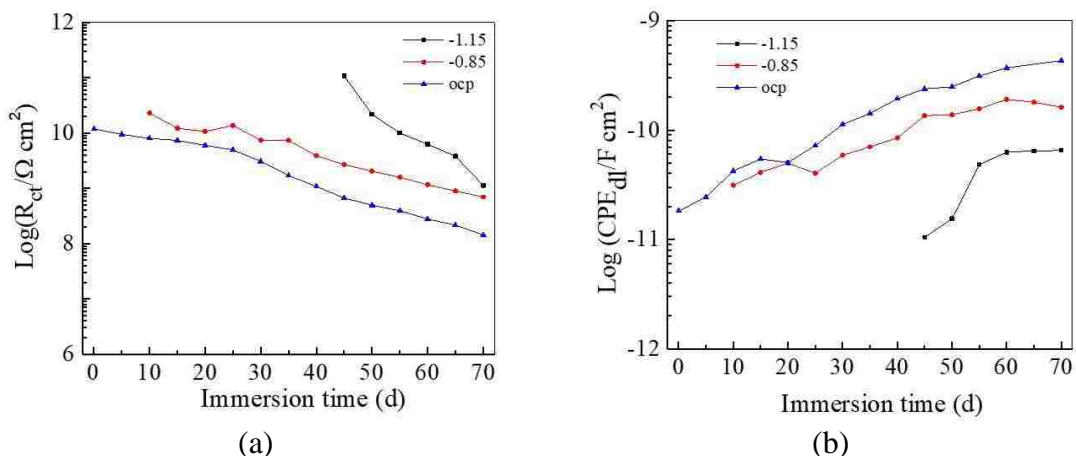 12
10
8
6
Log(R_ct/Ω cm²)
-1.15
-0.85
ocp
0 10 20 30 40 50 60 70
Immersion time (d)
(a)
-9
-10
-11
-12
Log (CPE_dl/F cm²)
-1.15
-0.85
ocp
0 10 20 30 40 50 60 70
Immersion time (d)
(b)